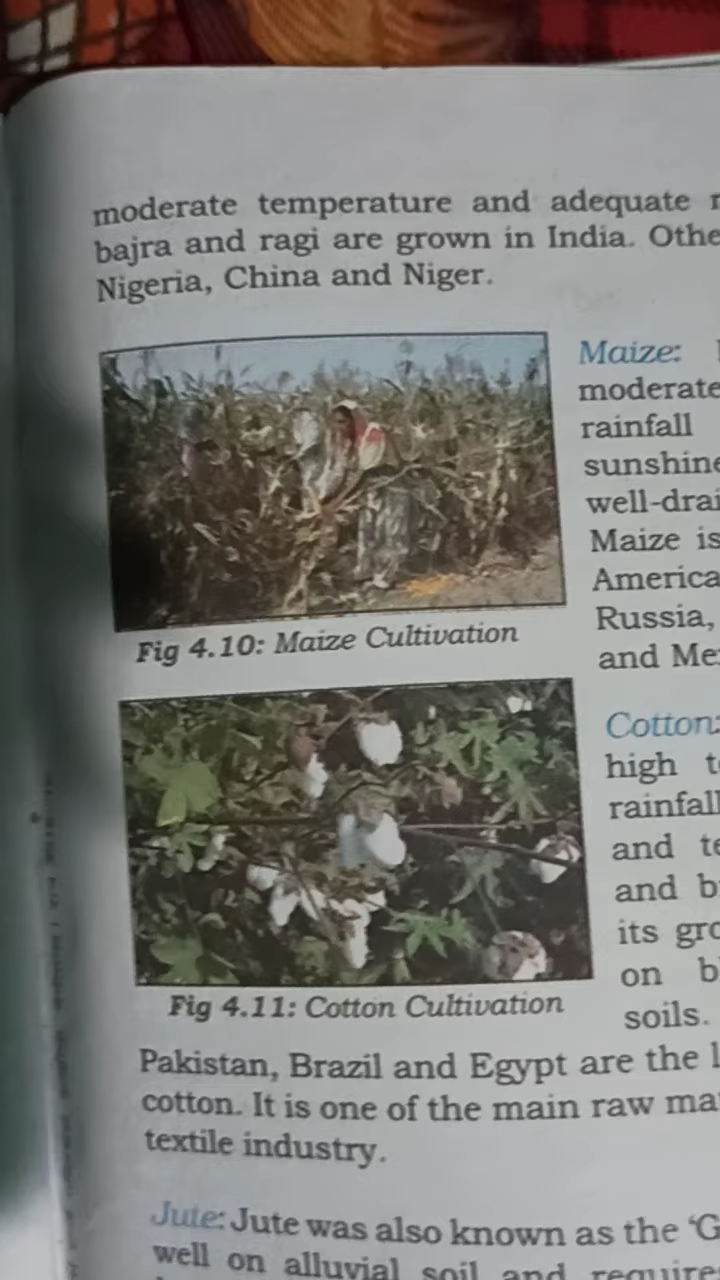 moderate temperature and adequate
bajra and ragi are grown in India. Othe
Nigeria, China and Niger.
Fig 4.10: Maize Cultivation
Maize:
moderate
rainfall
sunshine
well-drai
Maize is
America
Russia,
and Me
Fig 4.11: Cotton Cultivation
Cotton:
high t
rainfall
and te
and b
its gro
on b
soils.
Pakistan, Brazil and Egypt are the l
cotton. It is one of the main raw ma
textile industry.
Jute: Jute was also known as the ‘G
well on alluvial soil and require